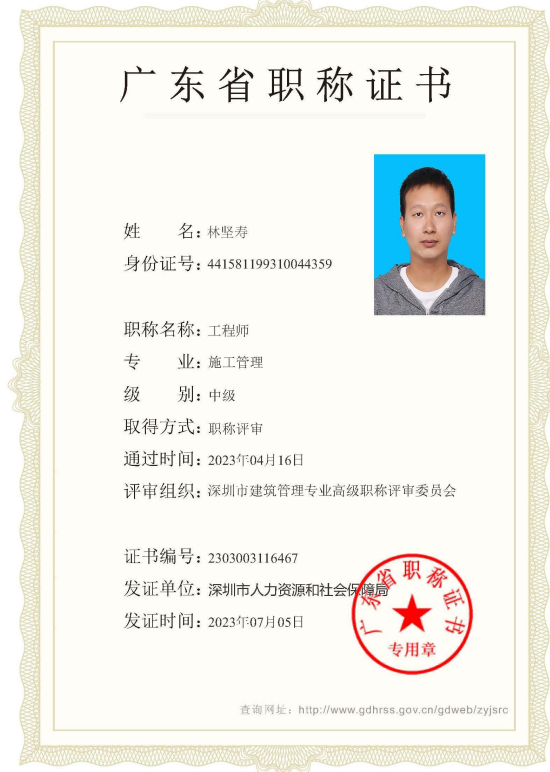 广东省职称证书
姓 名：林坚寿
身份证号：441581199310044359
职称名称：工程师
专 业：施工管理
级 别：中级
取得方式：职称评审
通过时间：2023年04月16日
评审组织：深圳市建筑管理专业高级职称评审委员会
证书编号：2303003116467
发证单位：深圳市人力资源和社会保障局
发证时间：2023年07月05日
广东省职称证书
专用章
查询网址：http://www.gdhrss.gov.cn/gdweb/zyjsrc